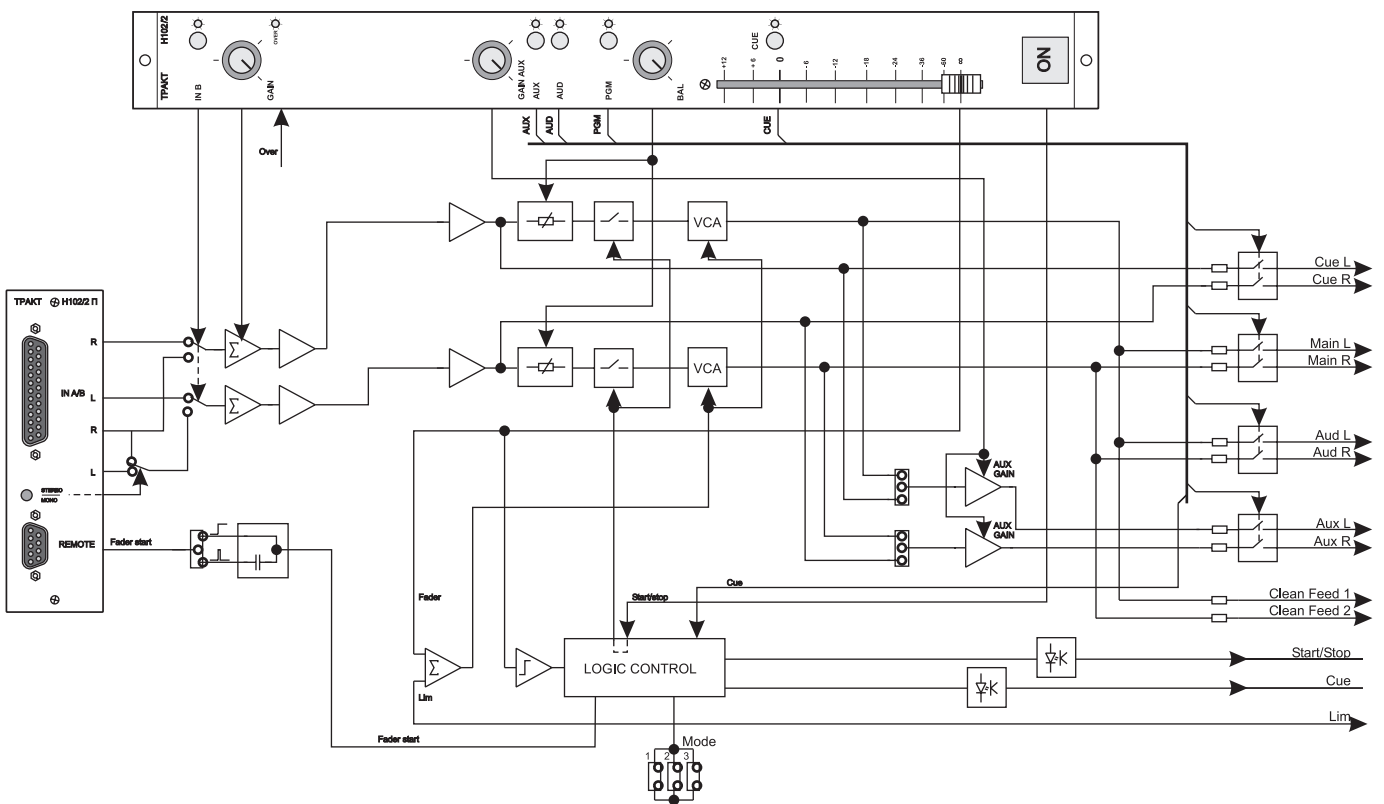 ТРАКТ H102/2
IN B
GAIN
OVER
GAIN AUX
AUX
AUD
PGM
BAL
CUE
+12
+ 6
0
- 6
-12
-18
-24
-36
-60
∞
ON
Over
AUX
AUD
PGM
CUE
VCA
VCA
ТРАКТ H102/2 П
R
IN A/B
L
R
L
STEREO
MONO
REMOTE
Fader start
Σ
Σ
AUX
GAIN
AUX
GAIN
Cue L
Cue R
Main L
Main R
Aud L
Aud R
Aux L
Aux R
Clean Feed 1
Clean Feed 2
Fader
Start/stop
Cue
Σ
Lim
LOGIC CONTROL
Start/Stop
Cue
Lim
Fader start
Mode
1 2 3